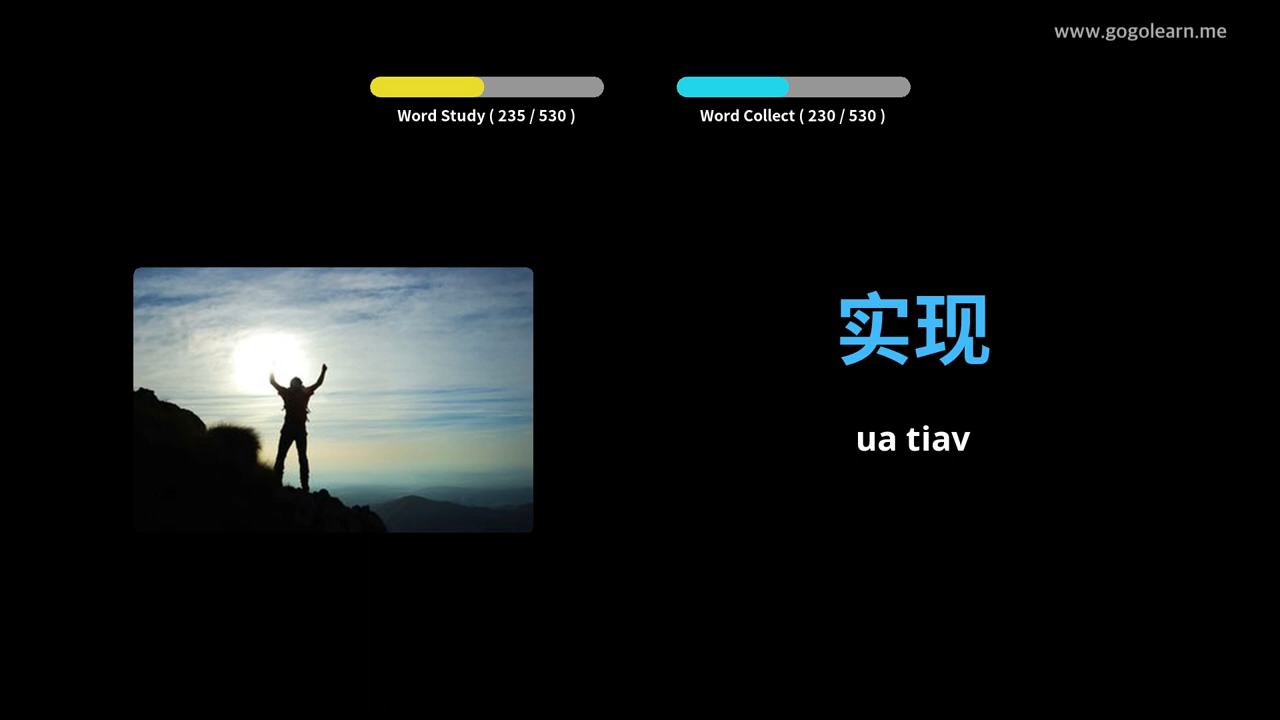 www.gogolearn.me
Word Study ( 235 / 530 )
Word Collect ( 230 / 530 )
实现
ua tiav